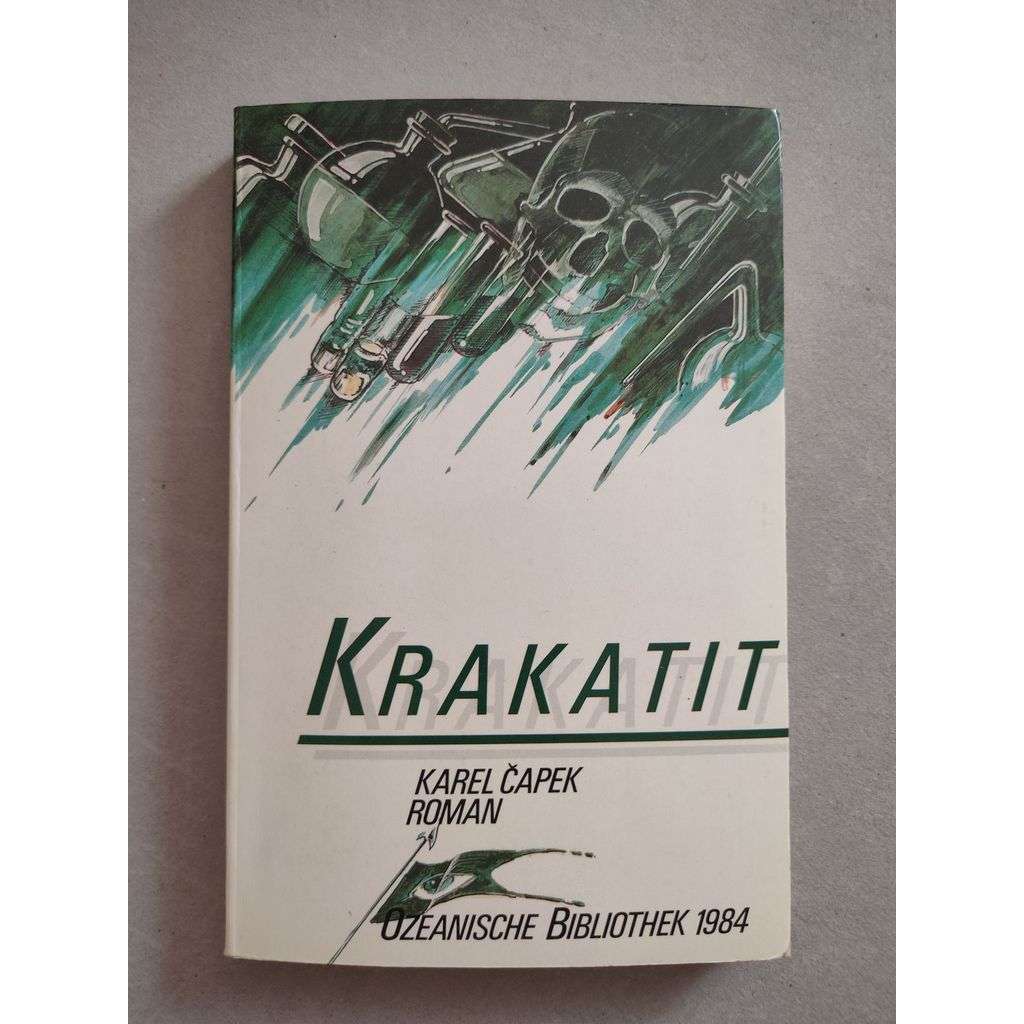 KRAKATIT
KAREL ČAPEK
ROMAN
OZEANISCHE BIBLIOTHEK 1984